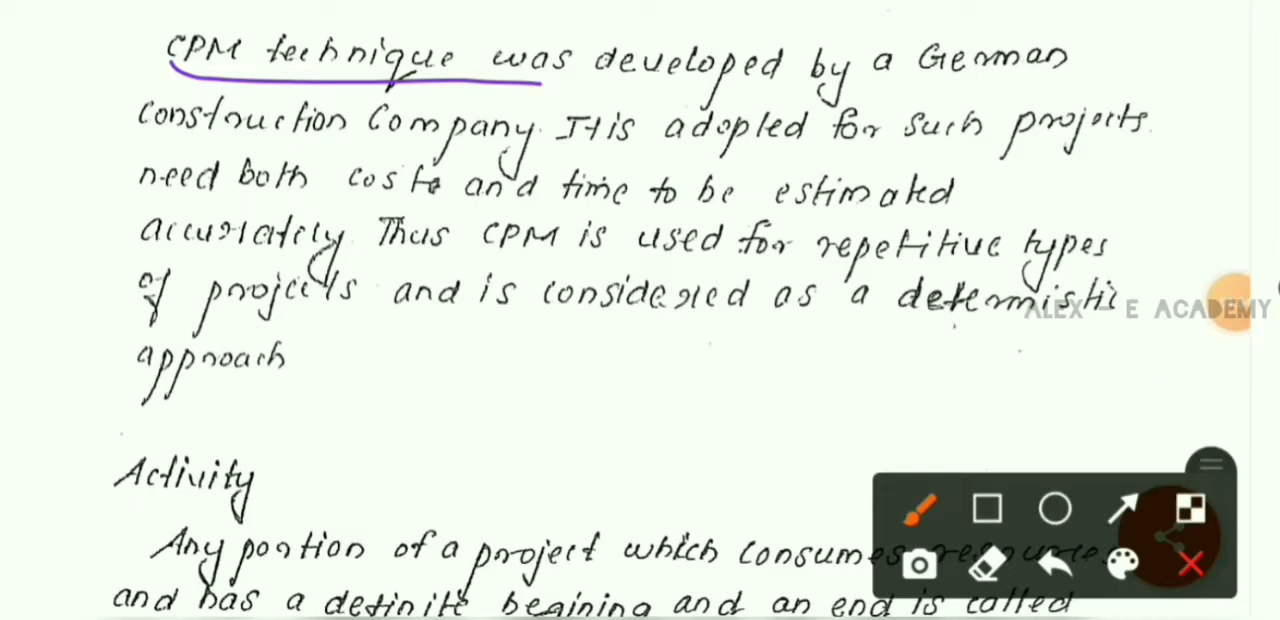 CPM technique was developed by a German
construction Company. It is adopted for such projects
need both costs and time to be estimated
accurately. Thus CPM is used for repetitive types
of projects and is considered as a determistic
ALEX - E ACADEMY
approach
Activity
Any portion of a project which consumes resources
and has a definite begining and an end is called